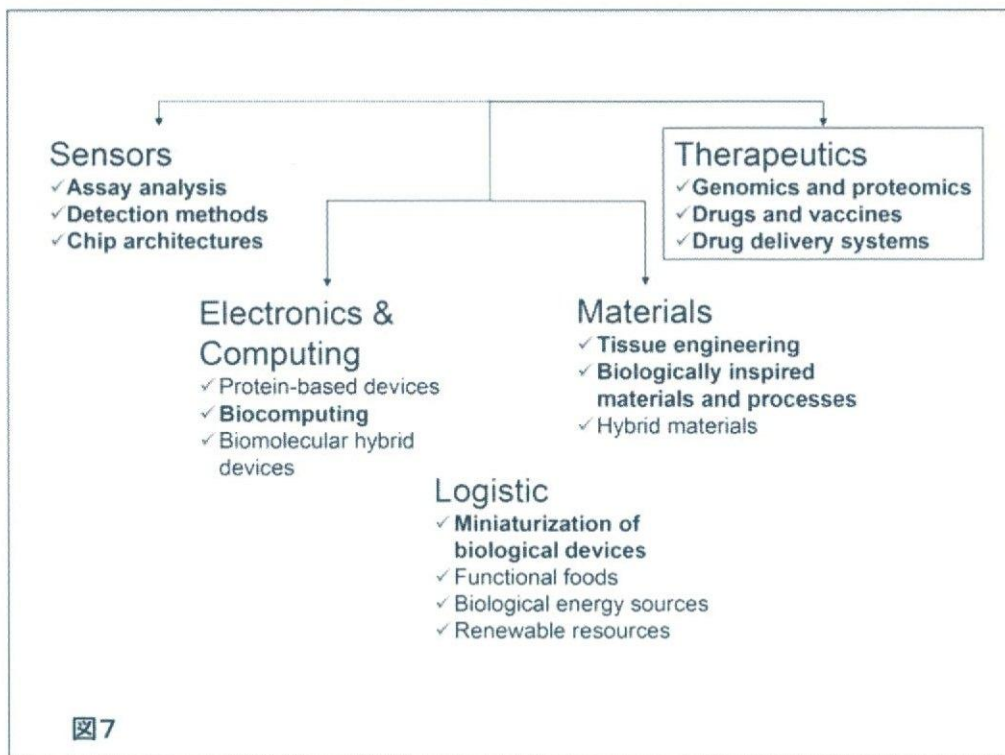 Sensors
✓Assay analysis
✓Detection methods
✓Chip architectures
Therapeutics
✓Genomics and proteomics
✓Drugs and vaccines
✓Drug delivery systems
Electronics &
Computing
✓Protein-based devices
✓Biocomputing
✓Biomolecular hybrid
devices
Materials
✓Tissue engineering
✓Biologically inspired
materials and processes
✓Hybrid materials
Logistic
✓Miniaturization of
biological devices
✓Functional foods
✓Biological energy sources
✓Renewable resources
図7